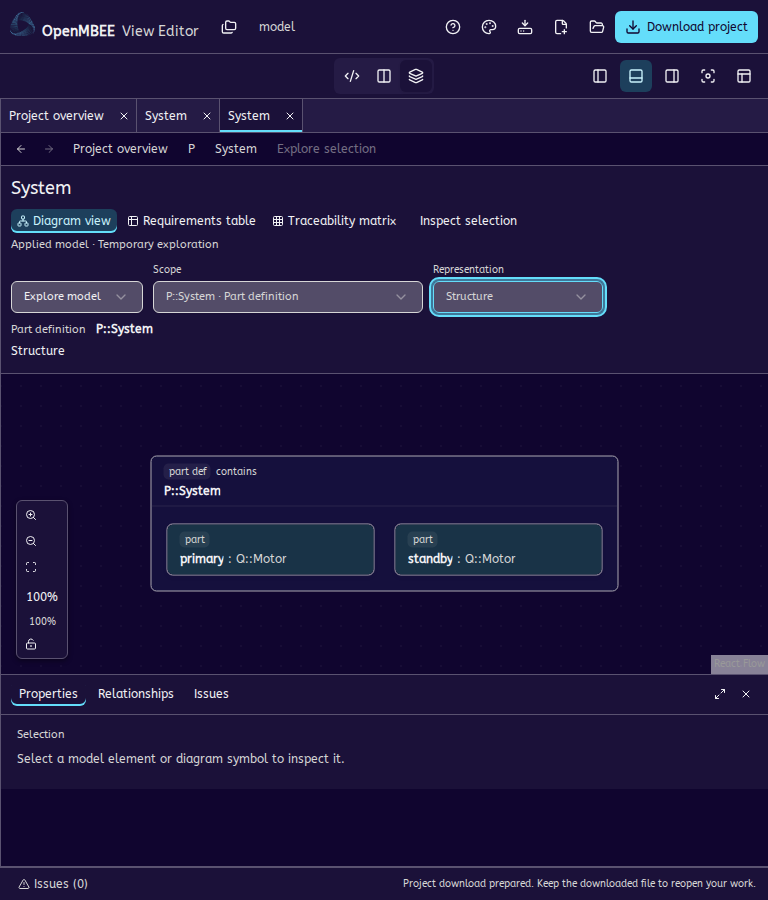 OpenMBEE View Editor model Download project
Project overview System System
Project overview P System Explore selection
System
Diagram view Requirements table Traceability matrix Inspect selection
Applied model · Temporary exploration
Scope Representation
Explore model P::System · Part definition Structure
Part definition P::System
Structure
part def contains
P::System
part part
primary : Q::Motor standby : Q::Motor
100%
100%
React Flow
Properties Relationships Issues
Selection
Select a model element or diagram symbol to inspect it.
Issues (0) Project download prepared. Keep the downloaded file to reopen your work.